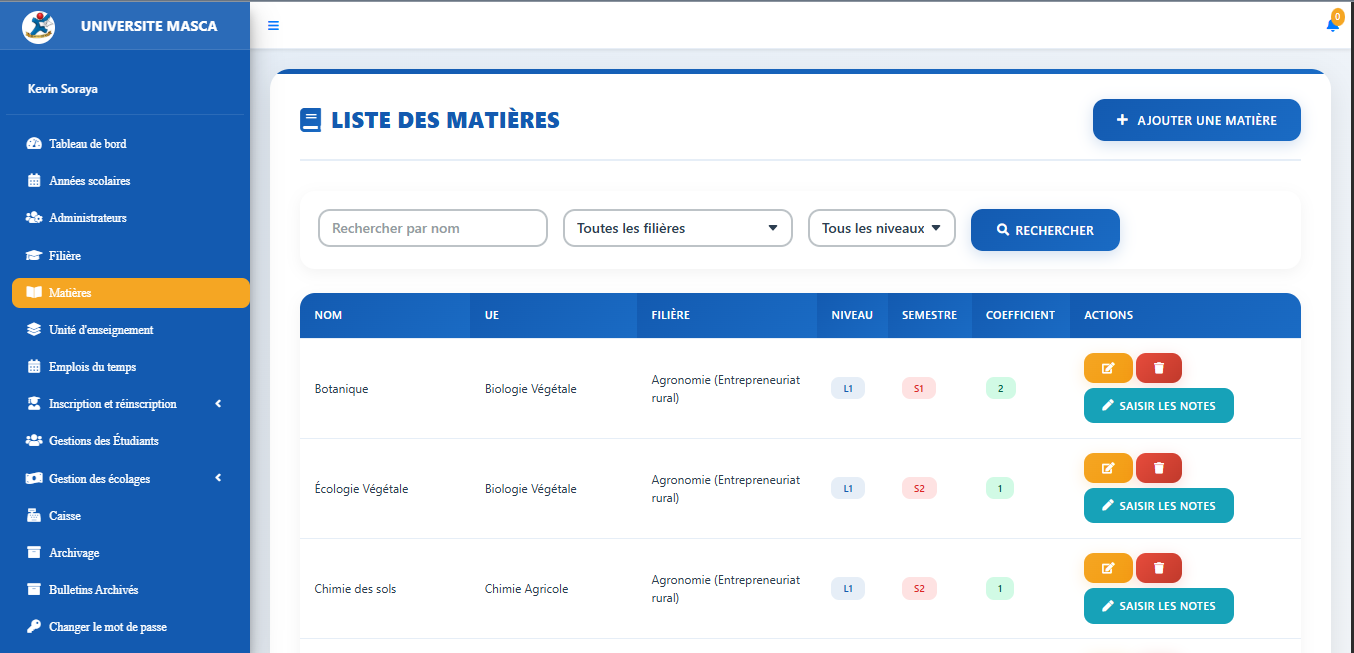 UNIVERSITE MASCA
0
Kevin Soraya
Tableau de bord
Années scolaires
Administrateurs
Filière
Matières
Unité d'enseignement
Emplois du temps
Inscription et réinscription
Gestions des Étudiants
Gestion des écolages
Caisse
Archivage
Bulletins Archivés
Changer le mot de passe
LISTE DES MATIÈRES
AJOUTER UNE MATIÈRE
Rechercher par nom
Toutes les filières
Tous les niveaux
RECHERCHER
NOM UE FILIÈRE NIVEAU SEMESTRE COEFFICIENT ACTIONS
Botanique Biologie Végétale Agronomie (Entrepreneuriat
rural) L1 S1 2
SAISIR LES NOTES
Écologie Végétale Biologie Végétale Agronomie (Entrepreneuriat
rural) L1 S2 1
SAISIR LES NOTES
Chimie des sols Chimie Agricole Agronomie (Entrepreneuriat
rural) L1 S2 1
SAISIR LES NOTES